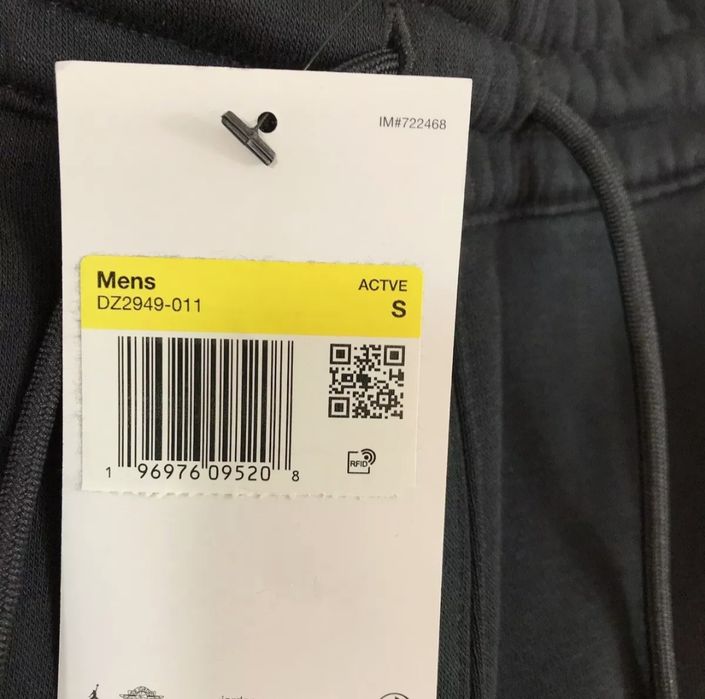 IM#722468
Mens
ACTVE
DZ2949-011
S
1 96976 09520 8
RFID